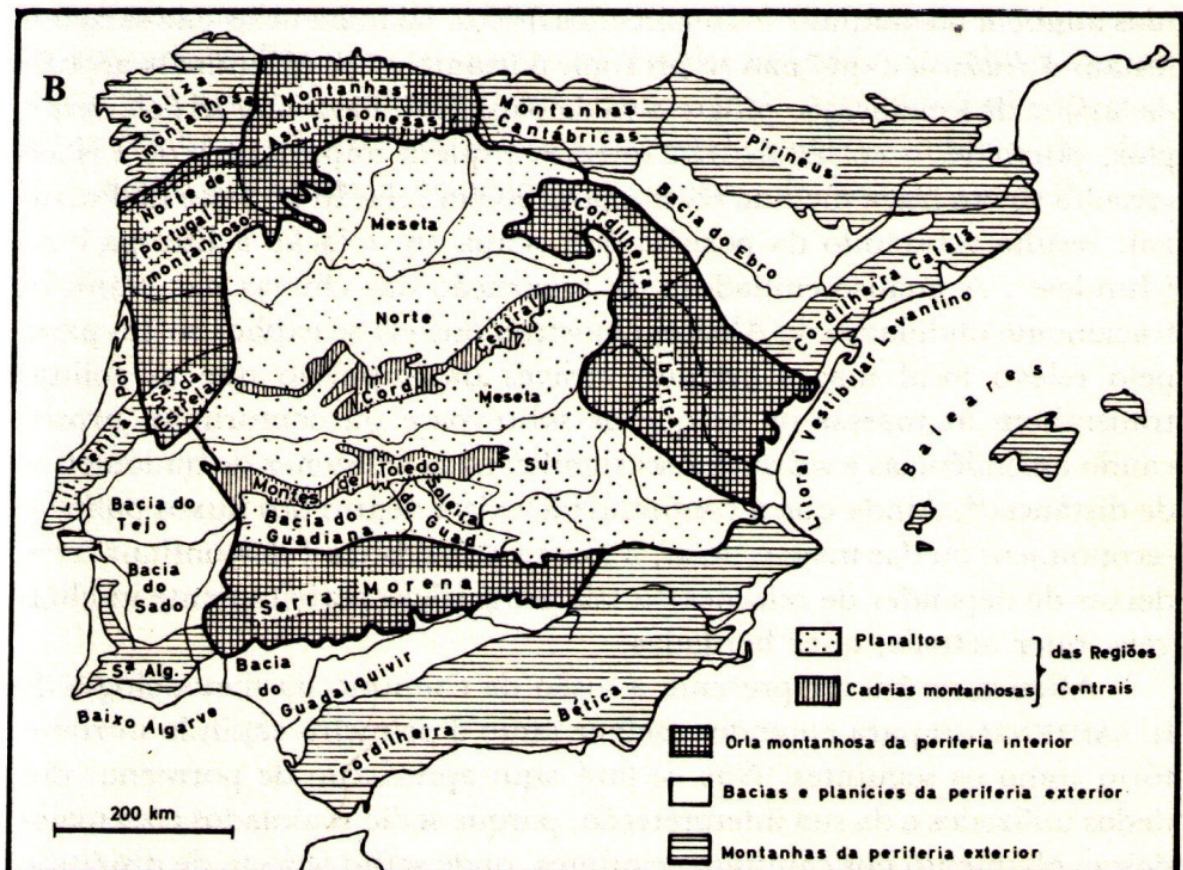 B
Galiza
montanhosa
Montanhas
Astur. leonesas
Montanhas
Cantábricas
Pirinéus
Norte de
Portugal
montanhoso
Meseta
Cordilheira
Bacia do Ebro
Cordilheira Catalã
Norte
Central
Cord.
Ibérica
Litoral Vestibular Levantino
Baleares
Port.
Sa da
Estrela
Centra
Meseta
Sul
Montes de Toledo
Soleira
do Guad.
Bacia do
Tejo
Bacia do
Guadiana
Bacia
do
Sado
Serra Morena
Sª Alg.
Bacia
do
Guadalquivir
Baixo Algarve
Cordilheira Bética
Planaltos
Cadeias montanhosas
das Regiões
Centrais
Orla montanhosa da periferia interior
Bacias e planícies da periferia exterior
Montanhas da periferia exterior
200 km